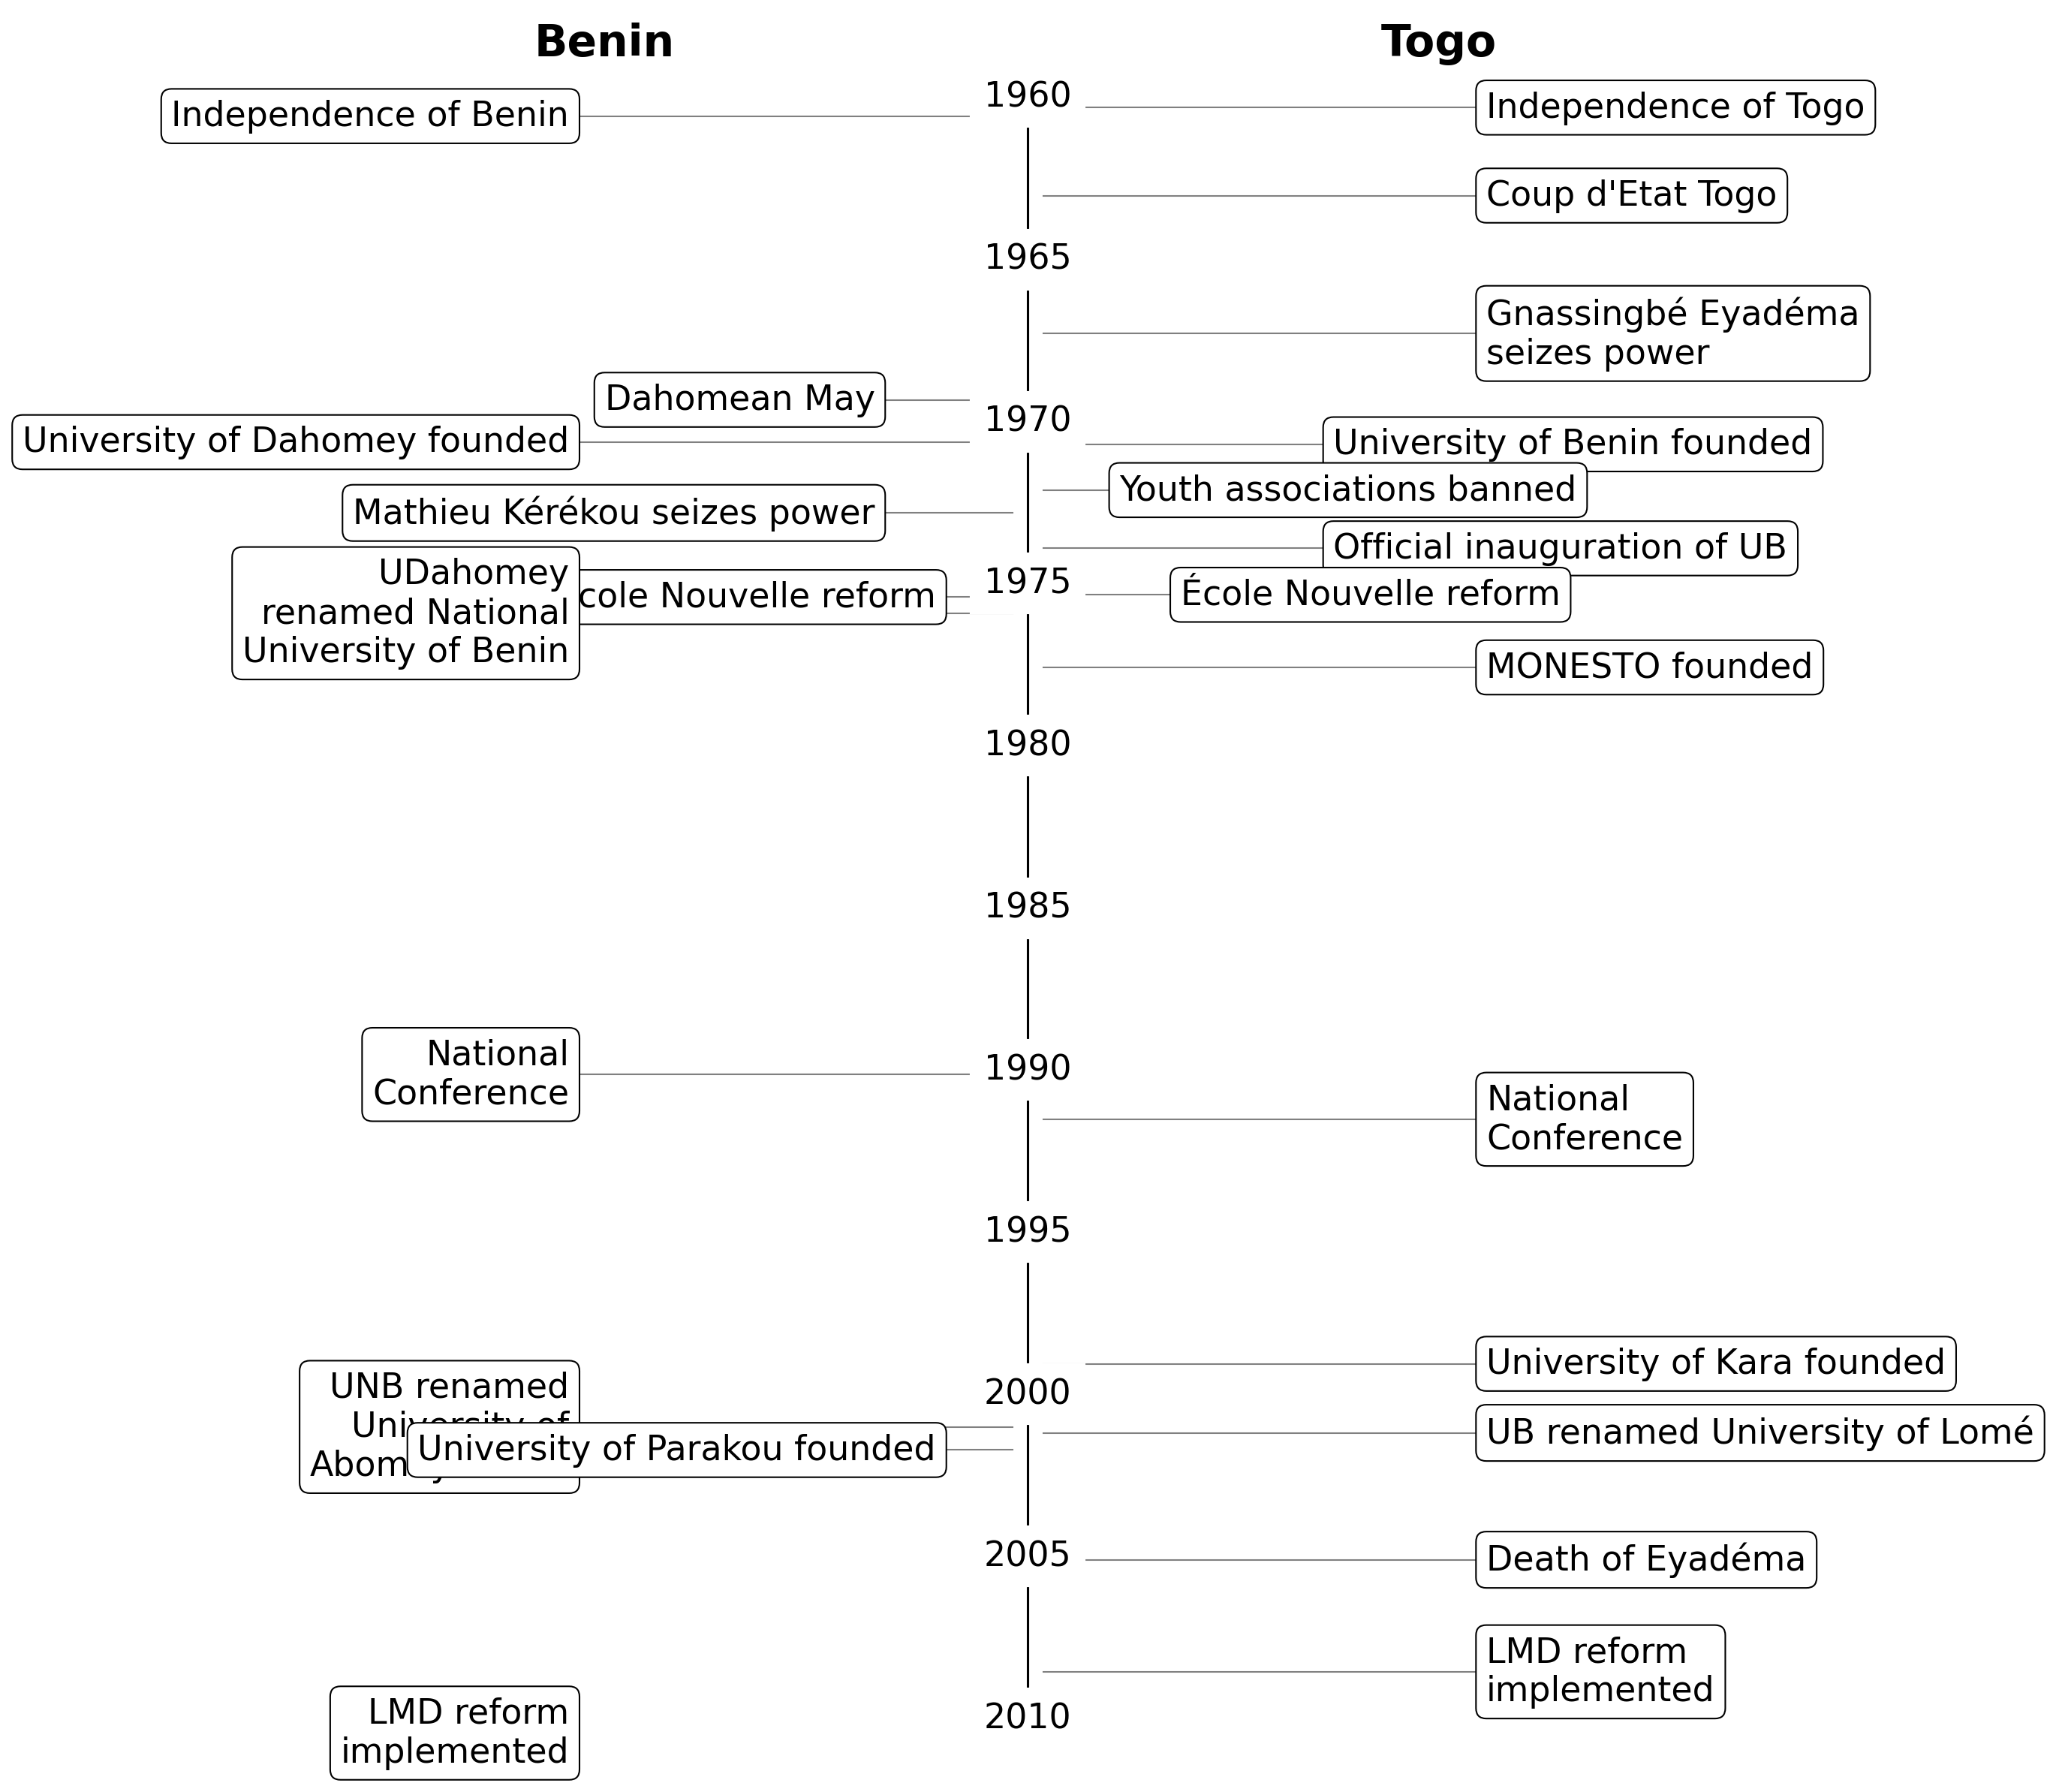 Benin
Togo
1960
Independence of Benin
Independence of Togo
Coup d'Etat Togo
1965
Gnassingbé Eyadéma
seizes power
Dahomean May
1970
University of Dahomey founded
University of Benin founded
Youth associations banned
Mathieu Kérékou seizes power
Official inauguration of UB
UDahomey
renamed National
University of Benin
cole Nouvelle reform
1975
École Nouvelle reform
MONESTO founded
1980
1985
National
Conference
1990
National
Conference
1995
University of Kara founded
UNB renamed
University of
2000
University of Parakou founded
UB renamed University of Lomé
2005
Death of Eyadéma
LMD reform
implemented
LMD reform
implemented
2010